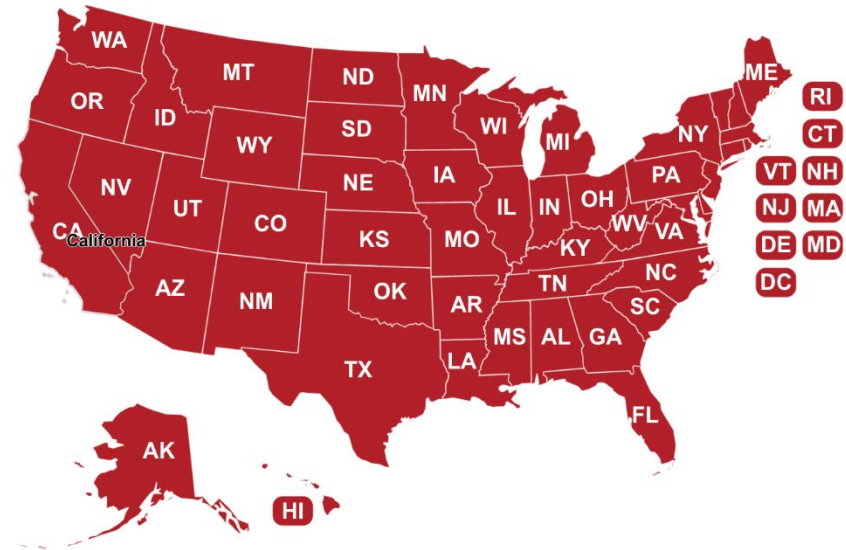 WA
MT
ND
MN
ME
OR
ID
SD
WI
MI
NY
RI
WY
CT
NV
UT
CO
NE
IA
IL
IN
OH
PA
VT
NH
CA
California
KS
MO
KY
WV
VA
NJ
MA
AZ
NM
OK
AR
TN
NC
DE
MD
DC
SC
TX
LA
MS
AL
GA
FL
AK
HI